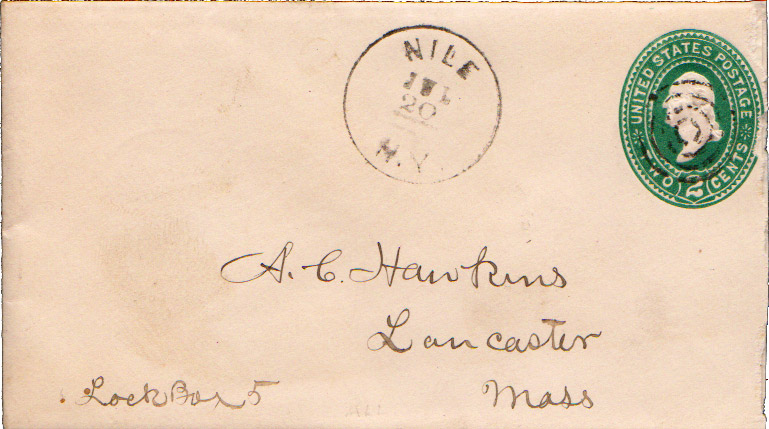 NILE
JUL
20
N.Y.
UNITED STATES POSTAGE
TWO 2 CENTS
A. C. Hawkins
Lancaster
Lock Box 5 Mass